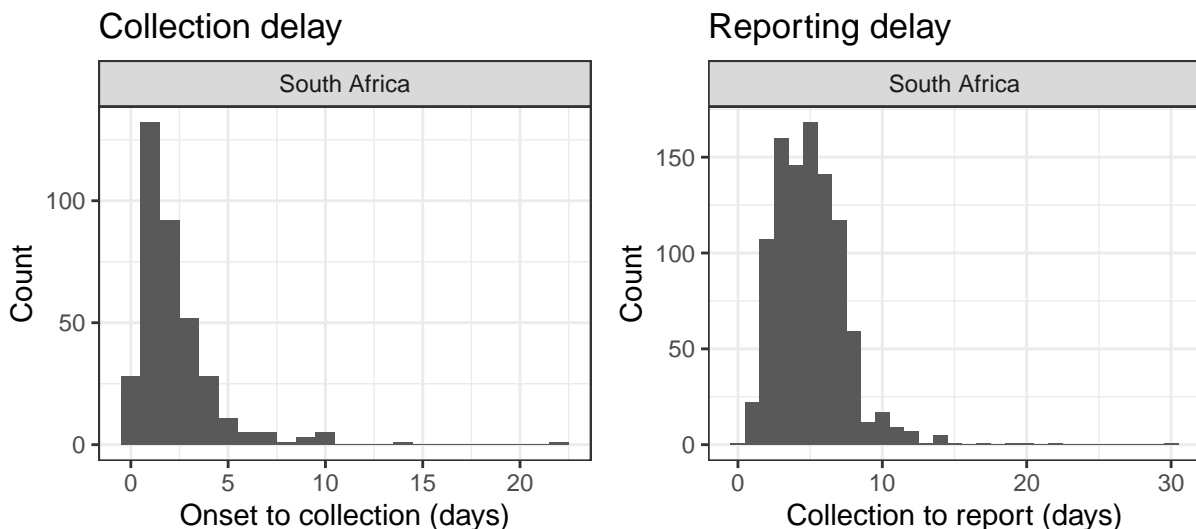 Collection delay
South Africa
100
50
0
Count
0 5 10 15 20
Onset to collection (days)
Reporting delay
South Africa
150
100
50
0
Count
0 10 20 30
Collection to report (days)